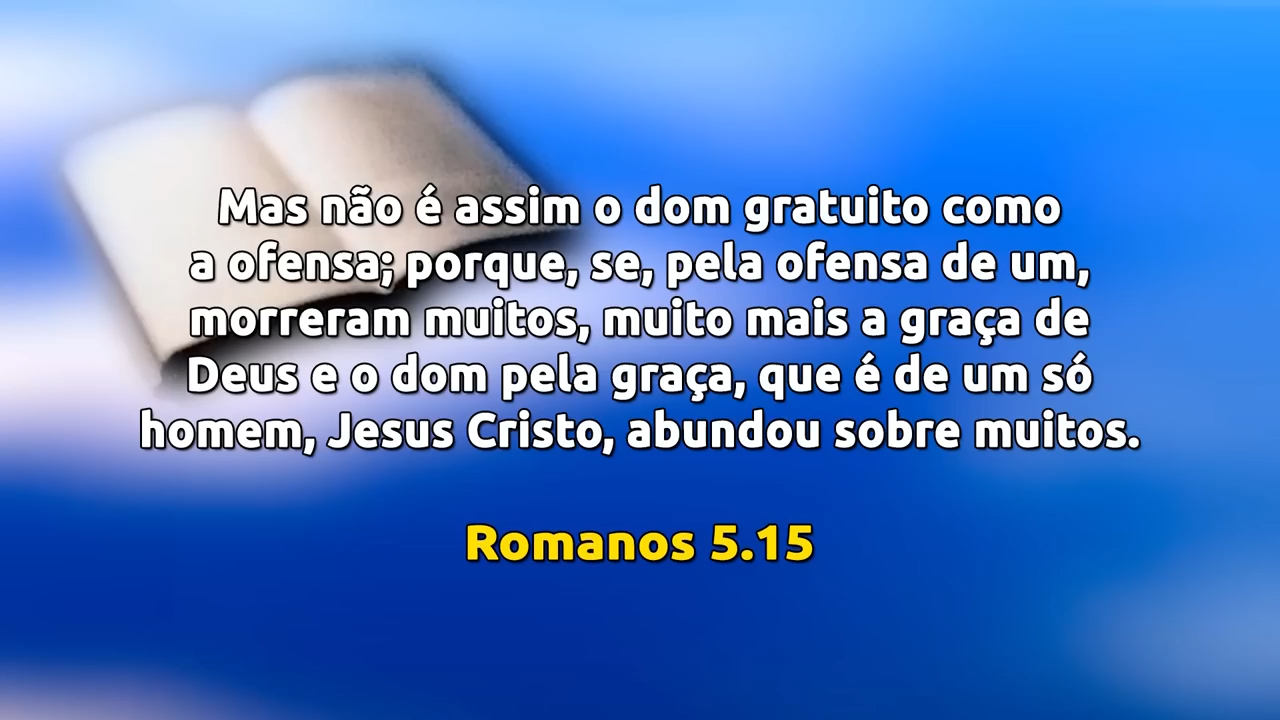 Mas não é assim o dom gratuito como
a ofensa; porque, se, pela ofensa de um,
morreram muitos, muito mais a graça de
Deus e o dom pela graça, que é de um só
homem, Jesus Cristo, abundou sobre muitos.
Romanos 5.15